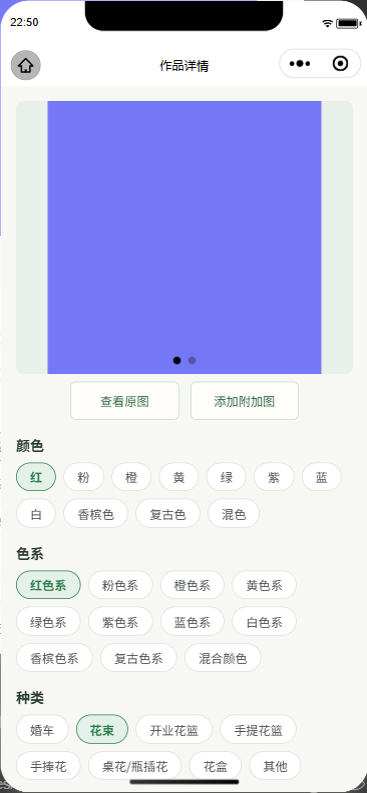 22:50
作品详情
查看原图 添加附加图
颜色
红 粉 橙 黄 绿 紫 蓝
白 香槟色 复古色 混色
色系
红色系 粉色系 橙色系 黄色系
绿色系 紫色系 蓝色系 白色系
香槟色系 复古色系 混合颜色
种类
婚车 花束 开业花篮 手提花篮
手捧花 桌花/瓶插花 花盒 其他